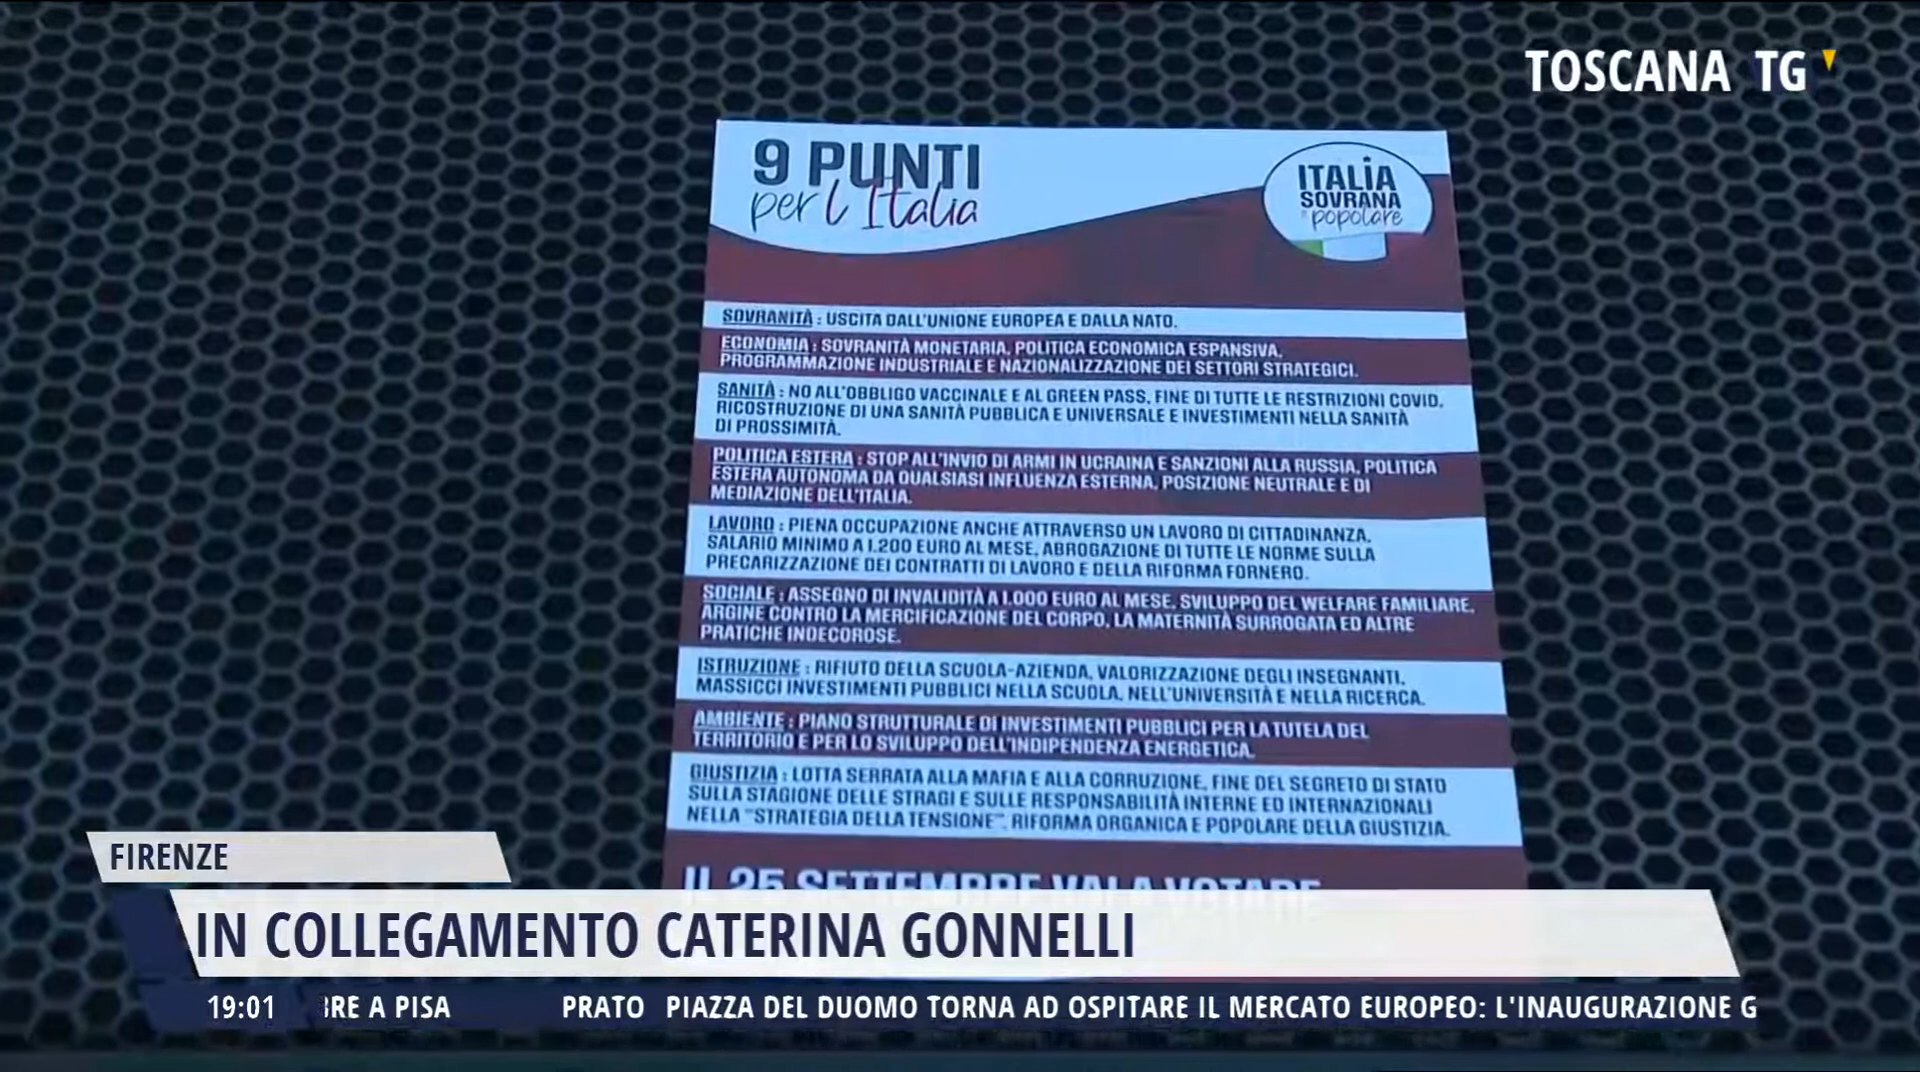 TOSCANA TG
9 PUNTI
per l'Italia
ITALIA
SOVRANA
e popolare
SOVRANITÀ : USCITA DALL'UNIONE EUROPEA E DALLA NATO.
ECONOMIA : SOVRANITÀ MONETARIA, POLITICA ECONOMICA ESPANSIVA,
PROGRAMMAZIONE INDUSTRIALE E NAZIONALIZZAZIONE DEI SETTORI STRATEGICI.
SANITÀ : NO ALL'OBBLIGO VACCINALE E AL GREEN PASS, FINE DI TUTTE LE RESTRIZIONI COVID,
RICOSTRUZIONE DI UNA SANITÀ PUBBLICA E UNIVERSALE E INVESTIMENTI NELLA SANITÀ
DI PROSSIMITÀ.
POLITICA ESTERA : STOP ALL'INVIO DI ARMI IN UCRAINA E SANZIONI ALLA RUSSIA, POLITICA
ESTERA AUTONOMA DA QUALSIASI INFLUENZA ESTERNA, POSIZIONE NEUTRALE E DI
MEDIAZIONE DELL'ITALIA.
LAVORO : PIENA OCCUPAZIONE ANCHE ATTRAVERSO UN LAVORO DI CITTADINANZA,
SALARIO MINIMO A 1.200 EURO AL MESE, ABROGAZIONE DI TUTTE LE NORME SULLA
PRECARIZZAZIONE DEI CONTRATTI DI LAVORO E DELLA RIFORMA FORNERO.
SOCIALE : ASSEGNO DI INVALIDITÀ A 1.000 EURO AL MESE, SVILUPPO DEL WELFARE FAMILIARE,
ARGINE CONTRO LA MERCIFICAZIONE DEL CORPO, LA MATERNITÀ SURROGATA ED ALTRE
PRATICHE INDECOROSE.
ISTRUZIONE : RIFIUTO DELLA SCUOLA-AZIENDA, VALORIZZAZIONE DEGLI INSEGNANTI,
MASSICCI INVESTIMENTI PUBBLICI NELLA SCUOLA, NELL'UNIVERSITÀ E NELLA RICERCA.
AMBIENTE : PIANO STRUTTURALE DI INVESTIMENTI PUBBLICI PER LA TUTELA DEL
TERRITORIO E PER LO SVILUPPO DELL'INDIPENDENZA ENERGETICA.
GIUSTIZIA : LOTTA SERRATA ALLA MAFIA E ALLA CORRUZIONE, FINE DEL SEGRETO DI STATO
SULLA STAGIONE DELLE STRAGI E SULLE RESPONSABILITÀ INTERNE ED INTERNAZIONALI
NELLA "STRATEGIA DELLA TENSIONE". RIFORMA ORGANICA E POPOLARE DELLA GIUSTIZIA.
IL 25 SETTEMBRE VAI A VOTARE
FIRENZE
IN COLLEGAMENTO CATERINA GONNELLI
19:01 RE A PISA PRATO PIAZZA DEL DUOMO TORNA AD OSPITARE IL MERCATO EUROPEO: L'INAUGURAZIONE G